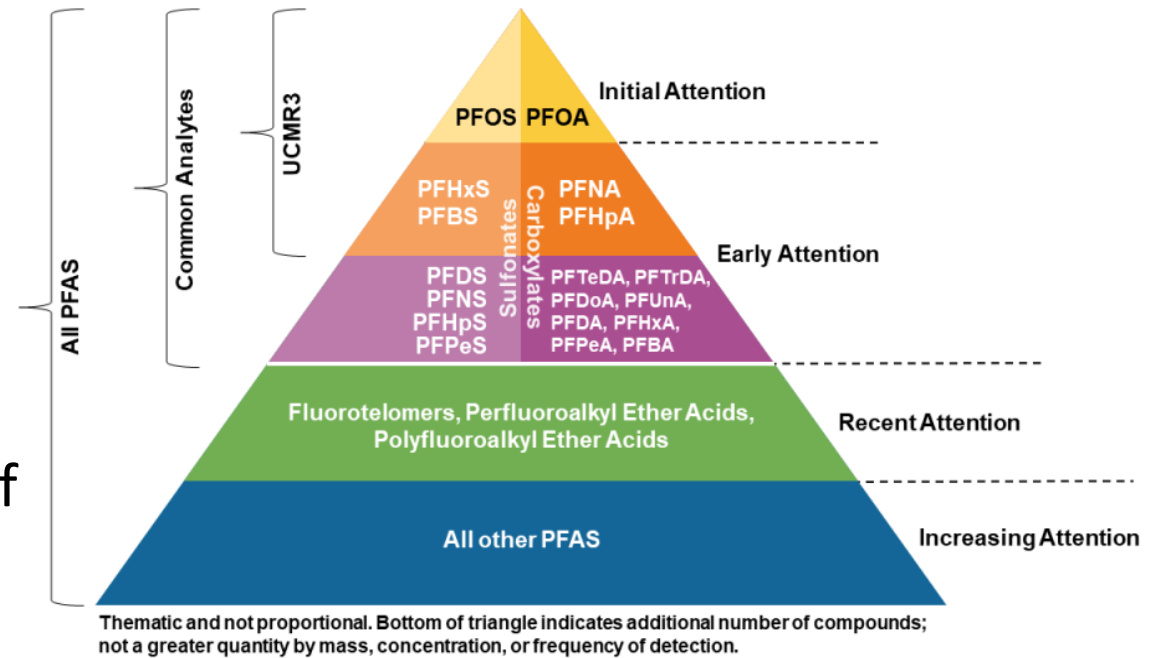 All PFAS
Common Analytes
UCMR3
PFOS PFOA
Initial Attention
PFHxS
PFBS
PFNA
PFHpA
Sulfonates
Carboxylates
Early Attention
PFDS
PFNS
PFHpS
PFPeS
PFTeDA, PFTrDA,
PFDoA, PFUnA,
PFDA, PFHxA,
PFPeA, PFBA
Fluorotelomers, Perfluoroalkyl Ether Acids,
Polyfluoroalkyl Ether Acids
Recent Attention
f
All other PFAS
Increasing Attention
Thematic and not proportional. Bottom of triangle indicates additional number of compounds;
not a greater quantity by mass, concentration, or frequency of detection.